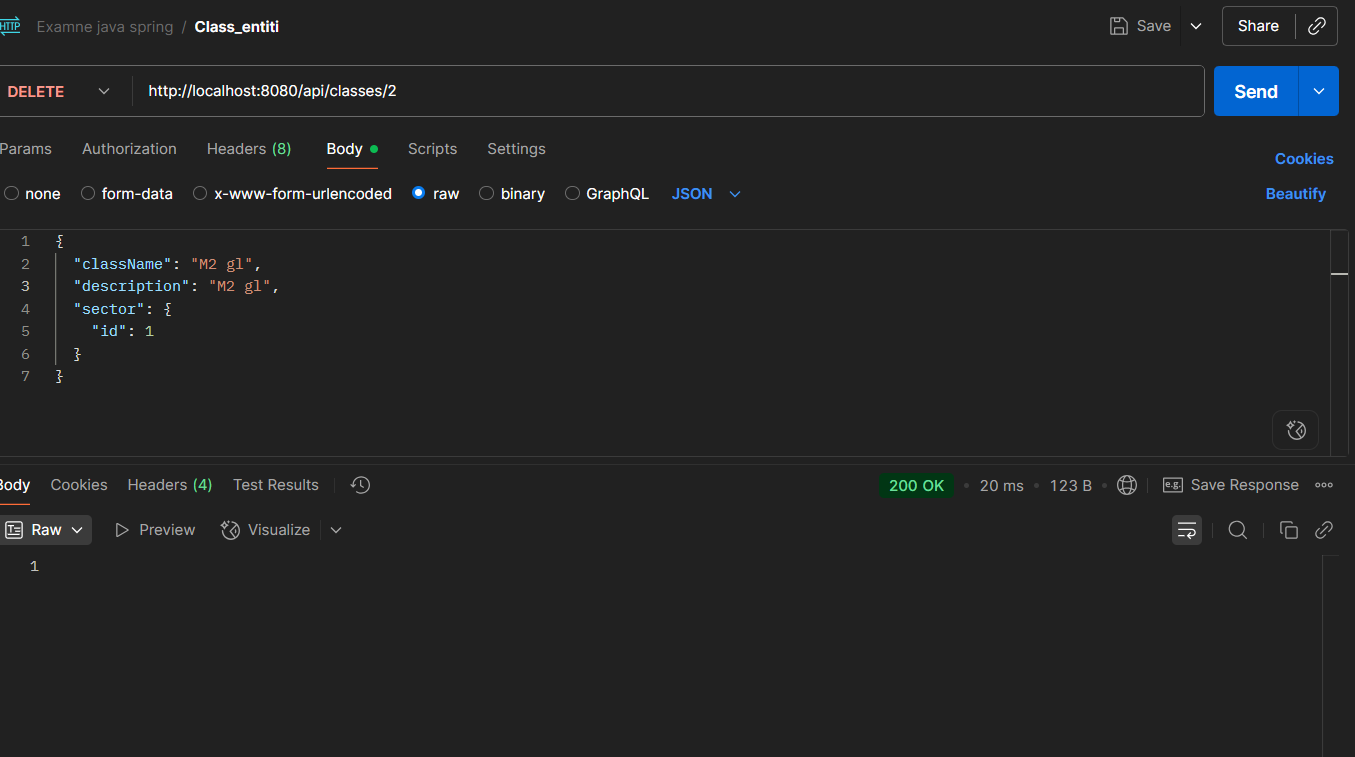 HTTP Examne java spring / Class_entiti Save Share
DELETE http://localhost:8080/api/classes/2 Send
Params Authorization Headers (8) Body Scripts Settings Cookies
none form-data x-www-form-urlencoded raw binary GraphQL JSON Beautify
1 {
2 "className": "M2 gl",
3 "description": "M2 gl",
4 "sector": {
5 "id": 1
6 }
7 }
Body Cookies Headers (4) Test Results 200 OK • 20 ms • 123 B • e.g. Save Response
Raw Preview Visualize
1